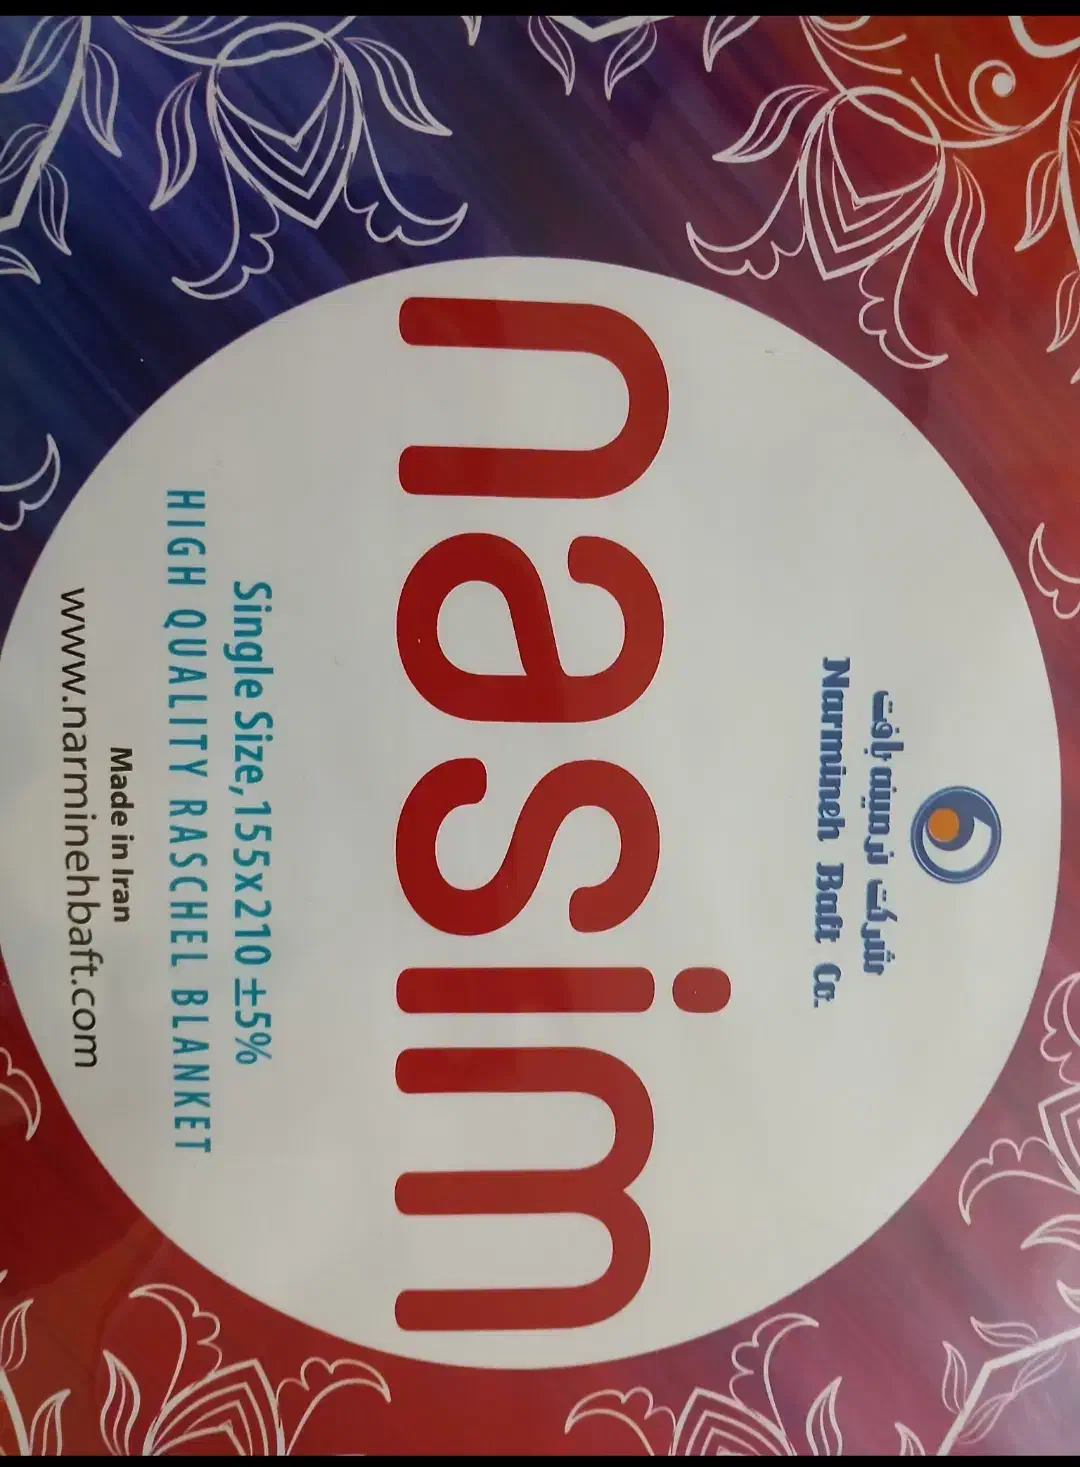 شرکت نرمینه بافت
Narmineh Baft Co.
nasim
Single Size,155x210 ±5%
HIGH QUALITY RASCHEL BLANKET
Made in Iran
www.narminehbaft.com